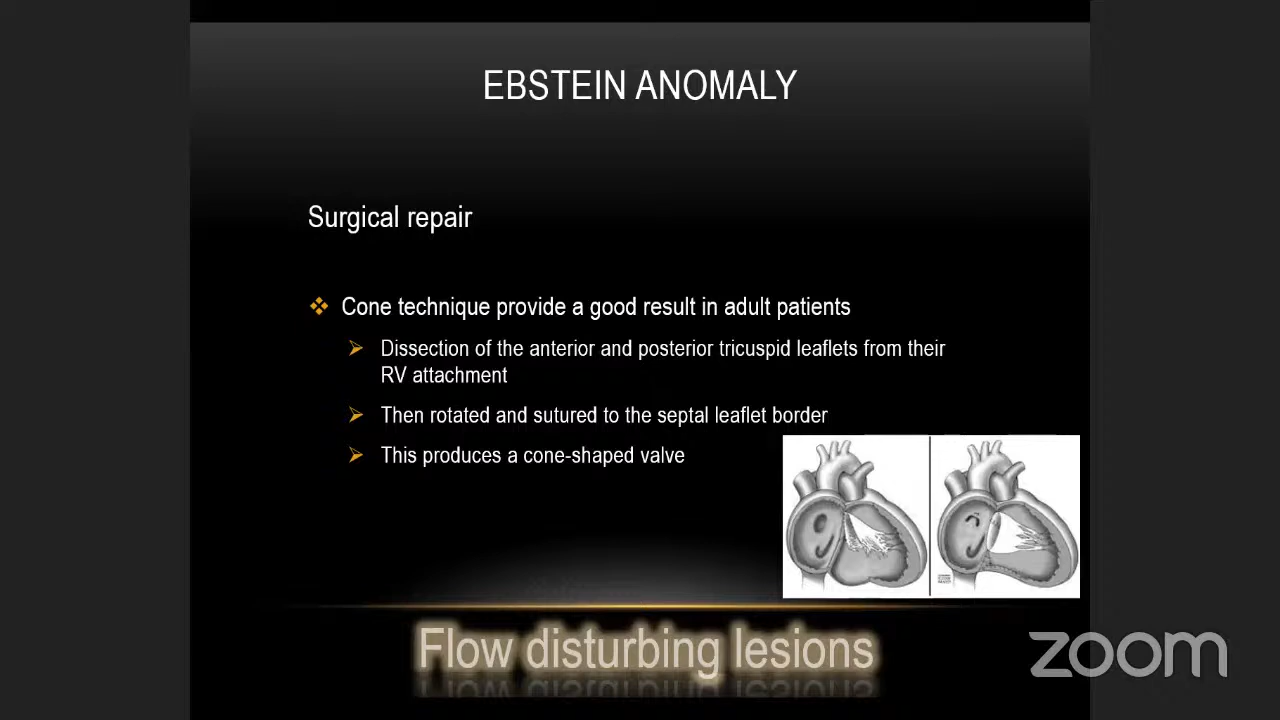 EBSTEIN ANOMALY
Surgical repair
Cone technique provide a good result in adult patients
Dissection of the anterior and posterior tricuspid leaflets from their
RV attachment
Then rotated and sutured to the septal leaflet border
This produces a cone-shaped valve
Flow disturbing lesions
zoom